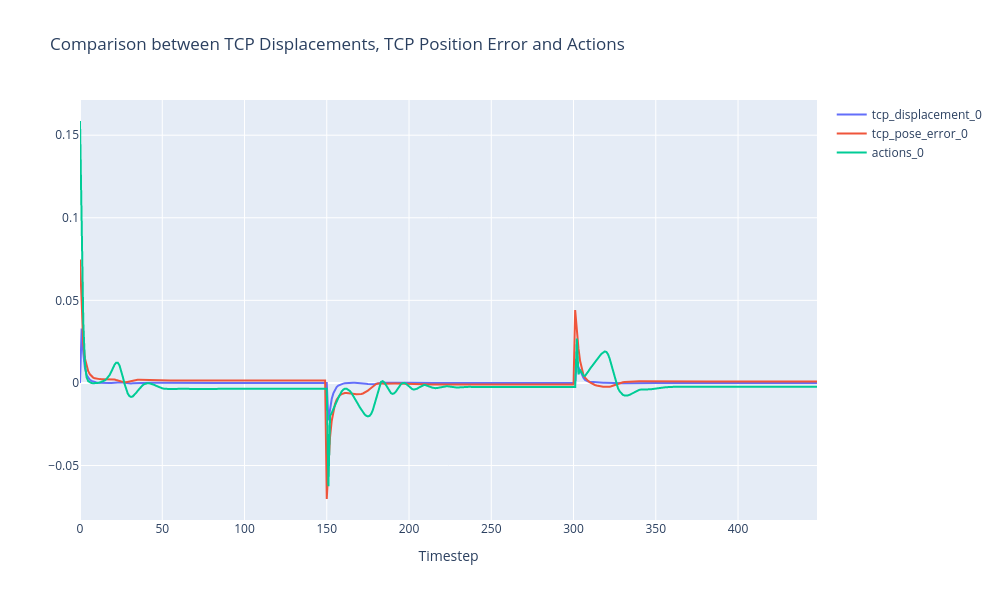 Comparison between TCP Displacements, TCP Position Error and Actions
tcp_displacement_0
tcp_pose_error_0
actions_0
0.15
0.1
0.05
0
−0.05
0 50 100 150 200 250 300 350 400
Timestep